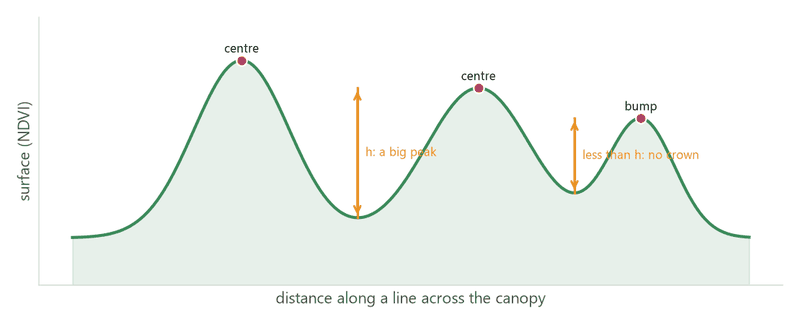 centre
centre
bump
h: a big peak
less than h: no crown
surface (NDVI)
distance along a line across the canopy